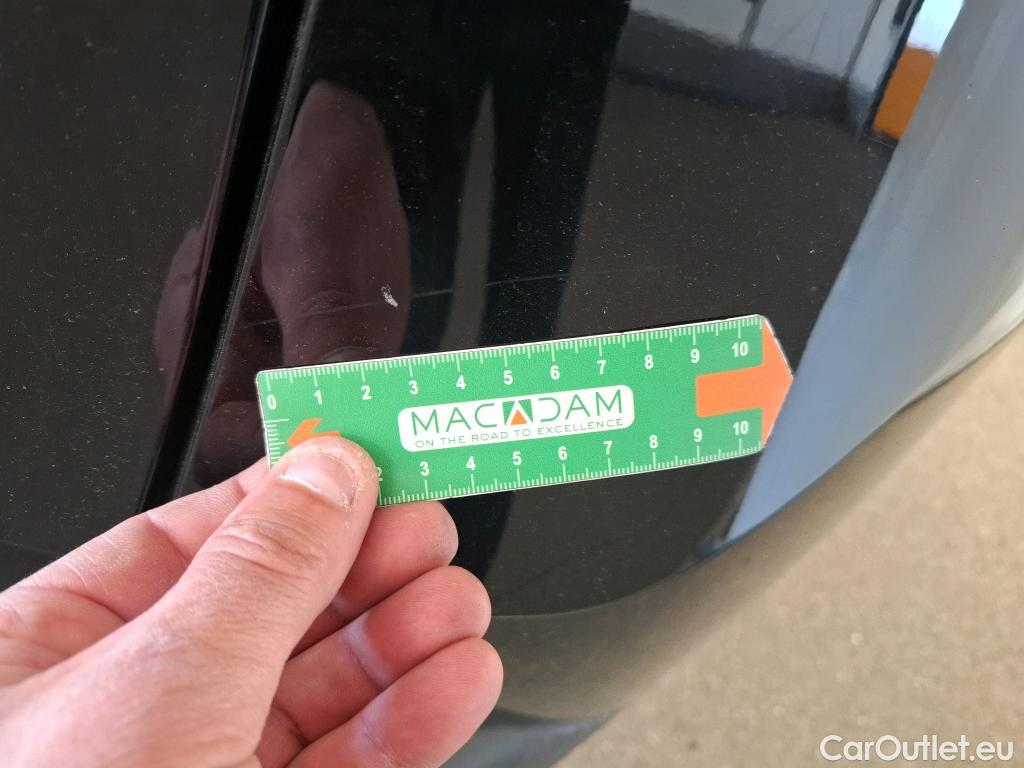 0 1 2 3 4 5 6 7 8 9 10
MACADAM
ON THE ROAD TO EXCELLENCE
2 3 4 5 6 7 8 9 10
CarOutlet.eu